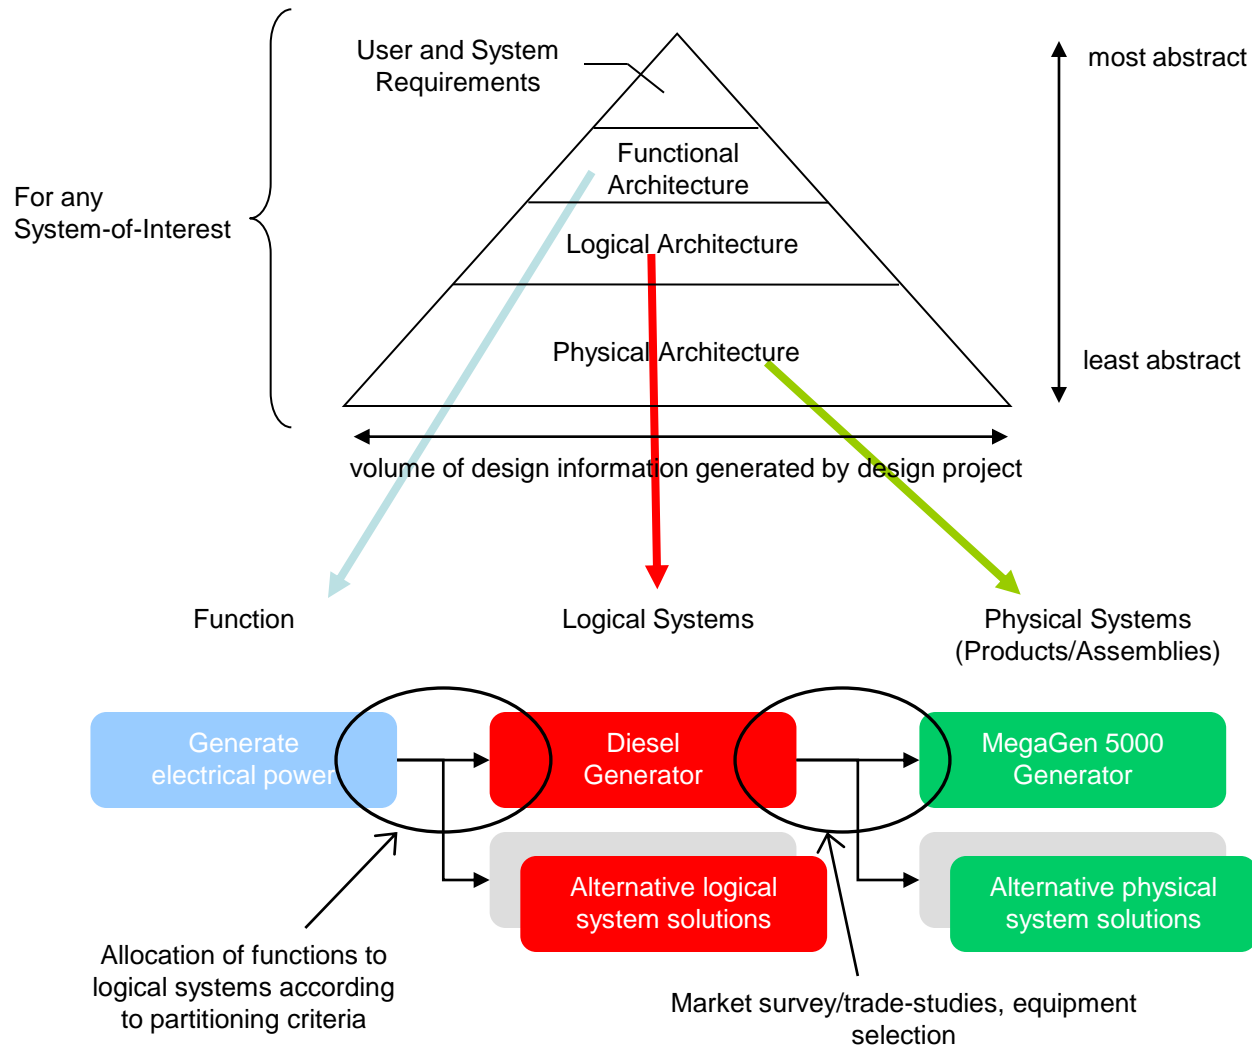 User and System
Requirements
most abstract
Functional
Architecture
For any
System-of-Interest
Logical Architecture
Physical Architecture
least abstract
volume of design information generated by design project
Function
Logical Systems
Physical Systems
(Products/Assemblies)
Generate
electrical power
Diesel
Generator
MegaGen 5000
Generator
Alternative logical
system solutions
Alternative physical
system solutions
Allocation of functions to
logical systems according
to partitioning criteria
Market survey/trade-studies, equipment
selection